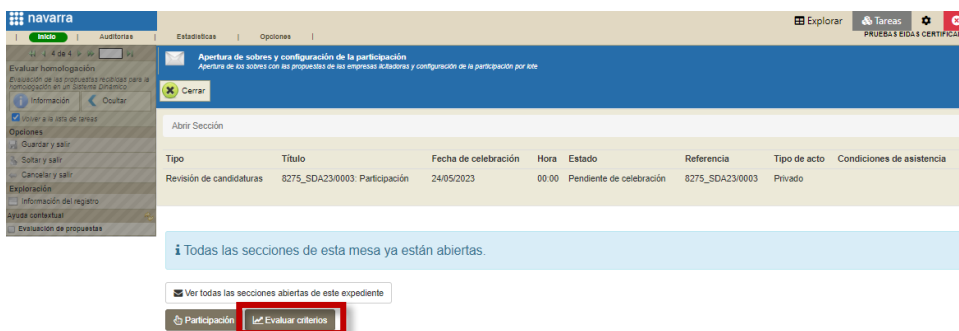 navarra
Explorar
Tareas
Inicio | Auditorías | Estadísticas | Opciones |
PRUEBAS EIDAS CERTIFICA
4 de 4
Evaluar homologación
Evaluación de las propuestas recibidas para la
homologación en un Sistema Dinámico
Información
Ocultar
Volver a la lista de tareas
Opciones
Guardar y salir
Soltar y salir
Cancelar y salir
Exploración
Información del registro
Ayuda contextual
Evaluación de propuestas
Apertura de sobres y configuración de la participación
Apertura de los sobres con las propuestas de las empresas licitadoras y configuración de la participación por lote
Cerrar
Abrir Sección
Tipo Título Fecha de celebración Hora Estado Referencia Tipo de acto Condiciones de asistencia
Revisión de candidaturas 8275_SDA23/0003: Participación 24/05/2023 00:00 Pendiente de celebración 8275_SDA23/0003 Privado
Todas las secciones de esta mesa ya están abiertas.
Ver todas las secciones abiertas de este expediente
Participación
Evaluar criterios